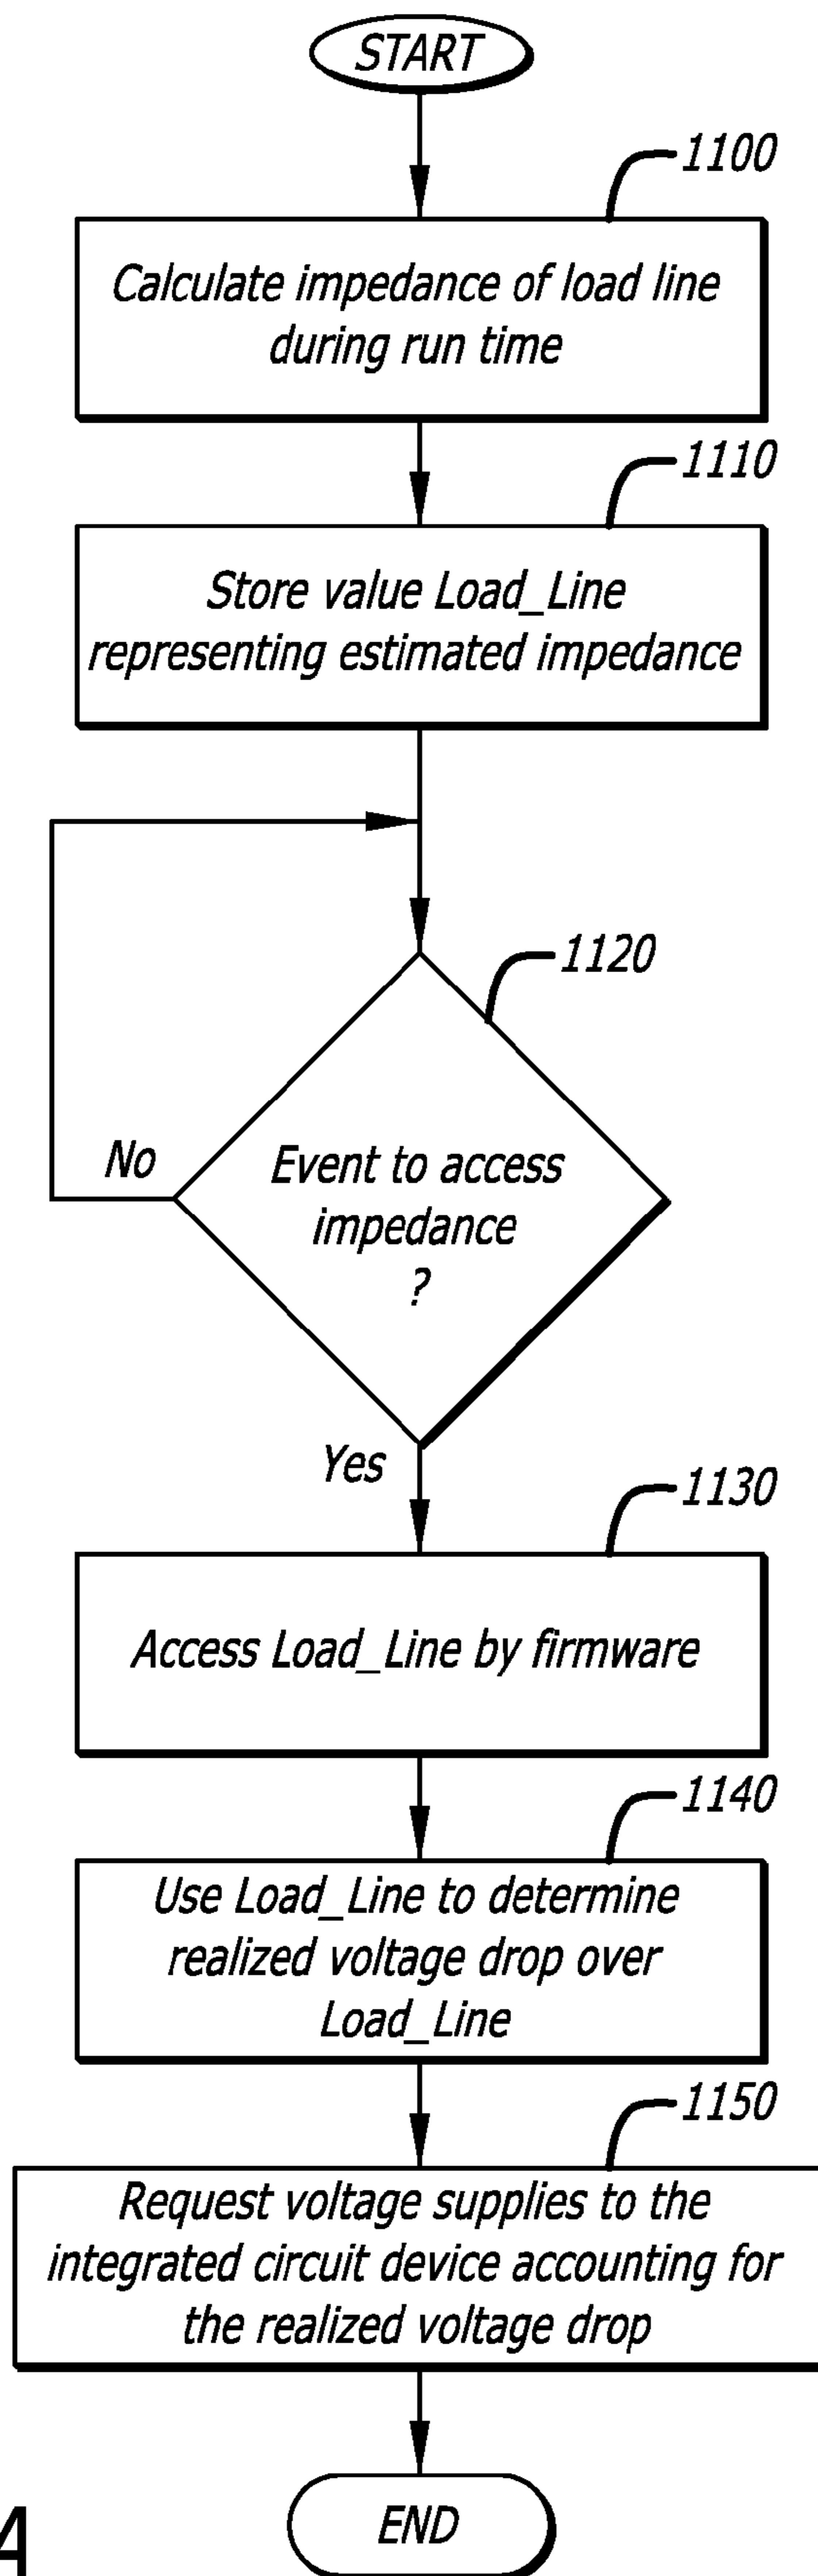 START
1100
Calculate impedance of load line
during run time
1110
Store value Load_Line
representing estimated impedance
1120
No
Event to access
impedance
?
Yes
1130
Access Load_Line by firmware
1140
Use Load_Line to determine
realized voltage drop over
Load_Line
1150
Request voltage supplies to the
integrated circuit device accounting for
the realized voltage drop
END